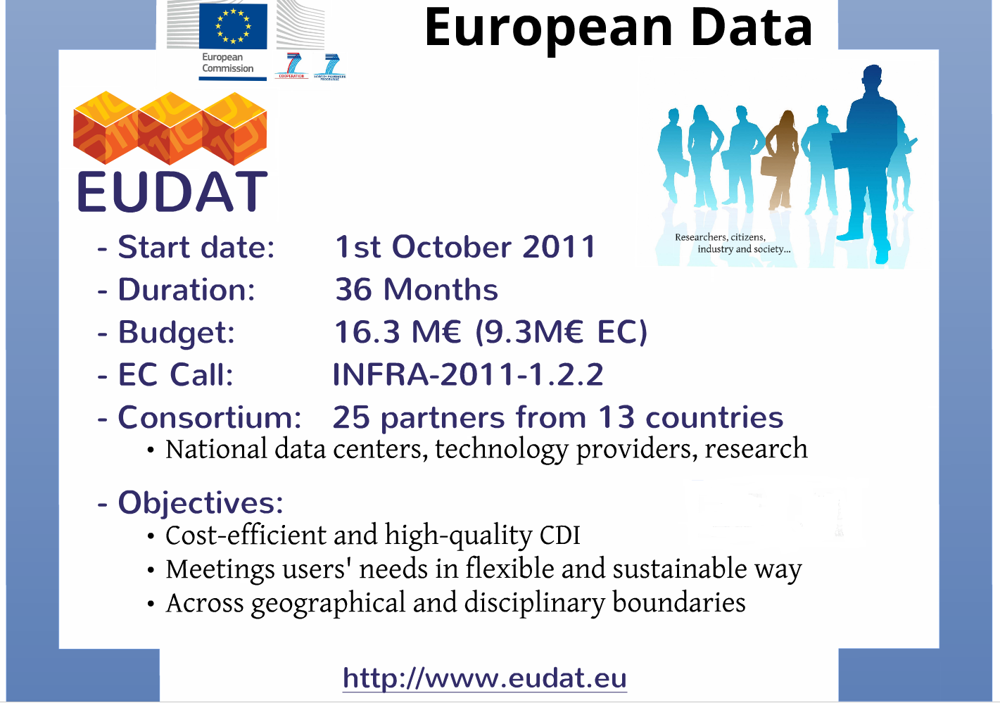 European Data
European
Commission
COOPERATION
SEVENTH FRAMEWORK
PROGRAMME
EUDAT
Researchers, citizens,
industry and society...
- Start date: 1st October 2011
- Duration: 36 Months
- Budget: 16.3 M€ (9.3M€ EC)
- EC Call: INFRA-2011-1.2.2
- Consortium: 25 partners from 13 countries
• National data centers, technology providers, research
- Objectives:
• Cost-efficient and high-quality CDI
• Meetings users' needs in flexible and sustainable way
• Across geographical and disciplinary boundaries
http://www.eudat.eu